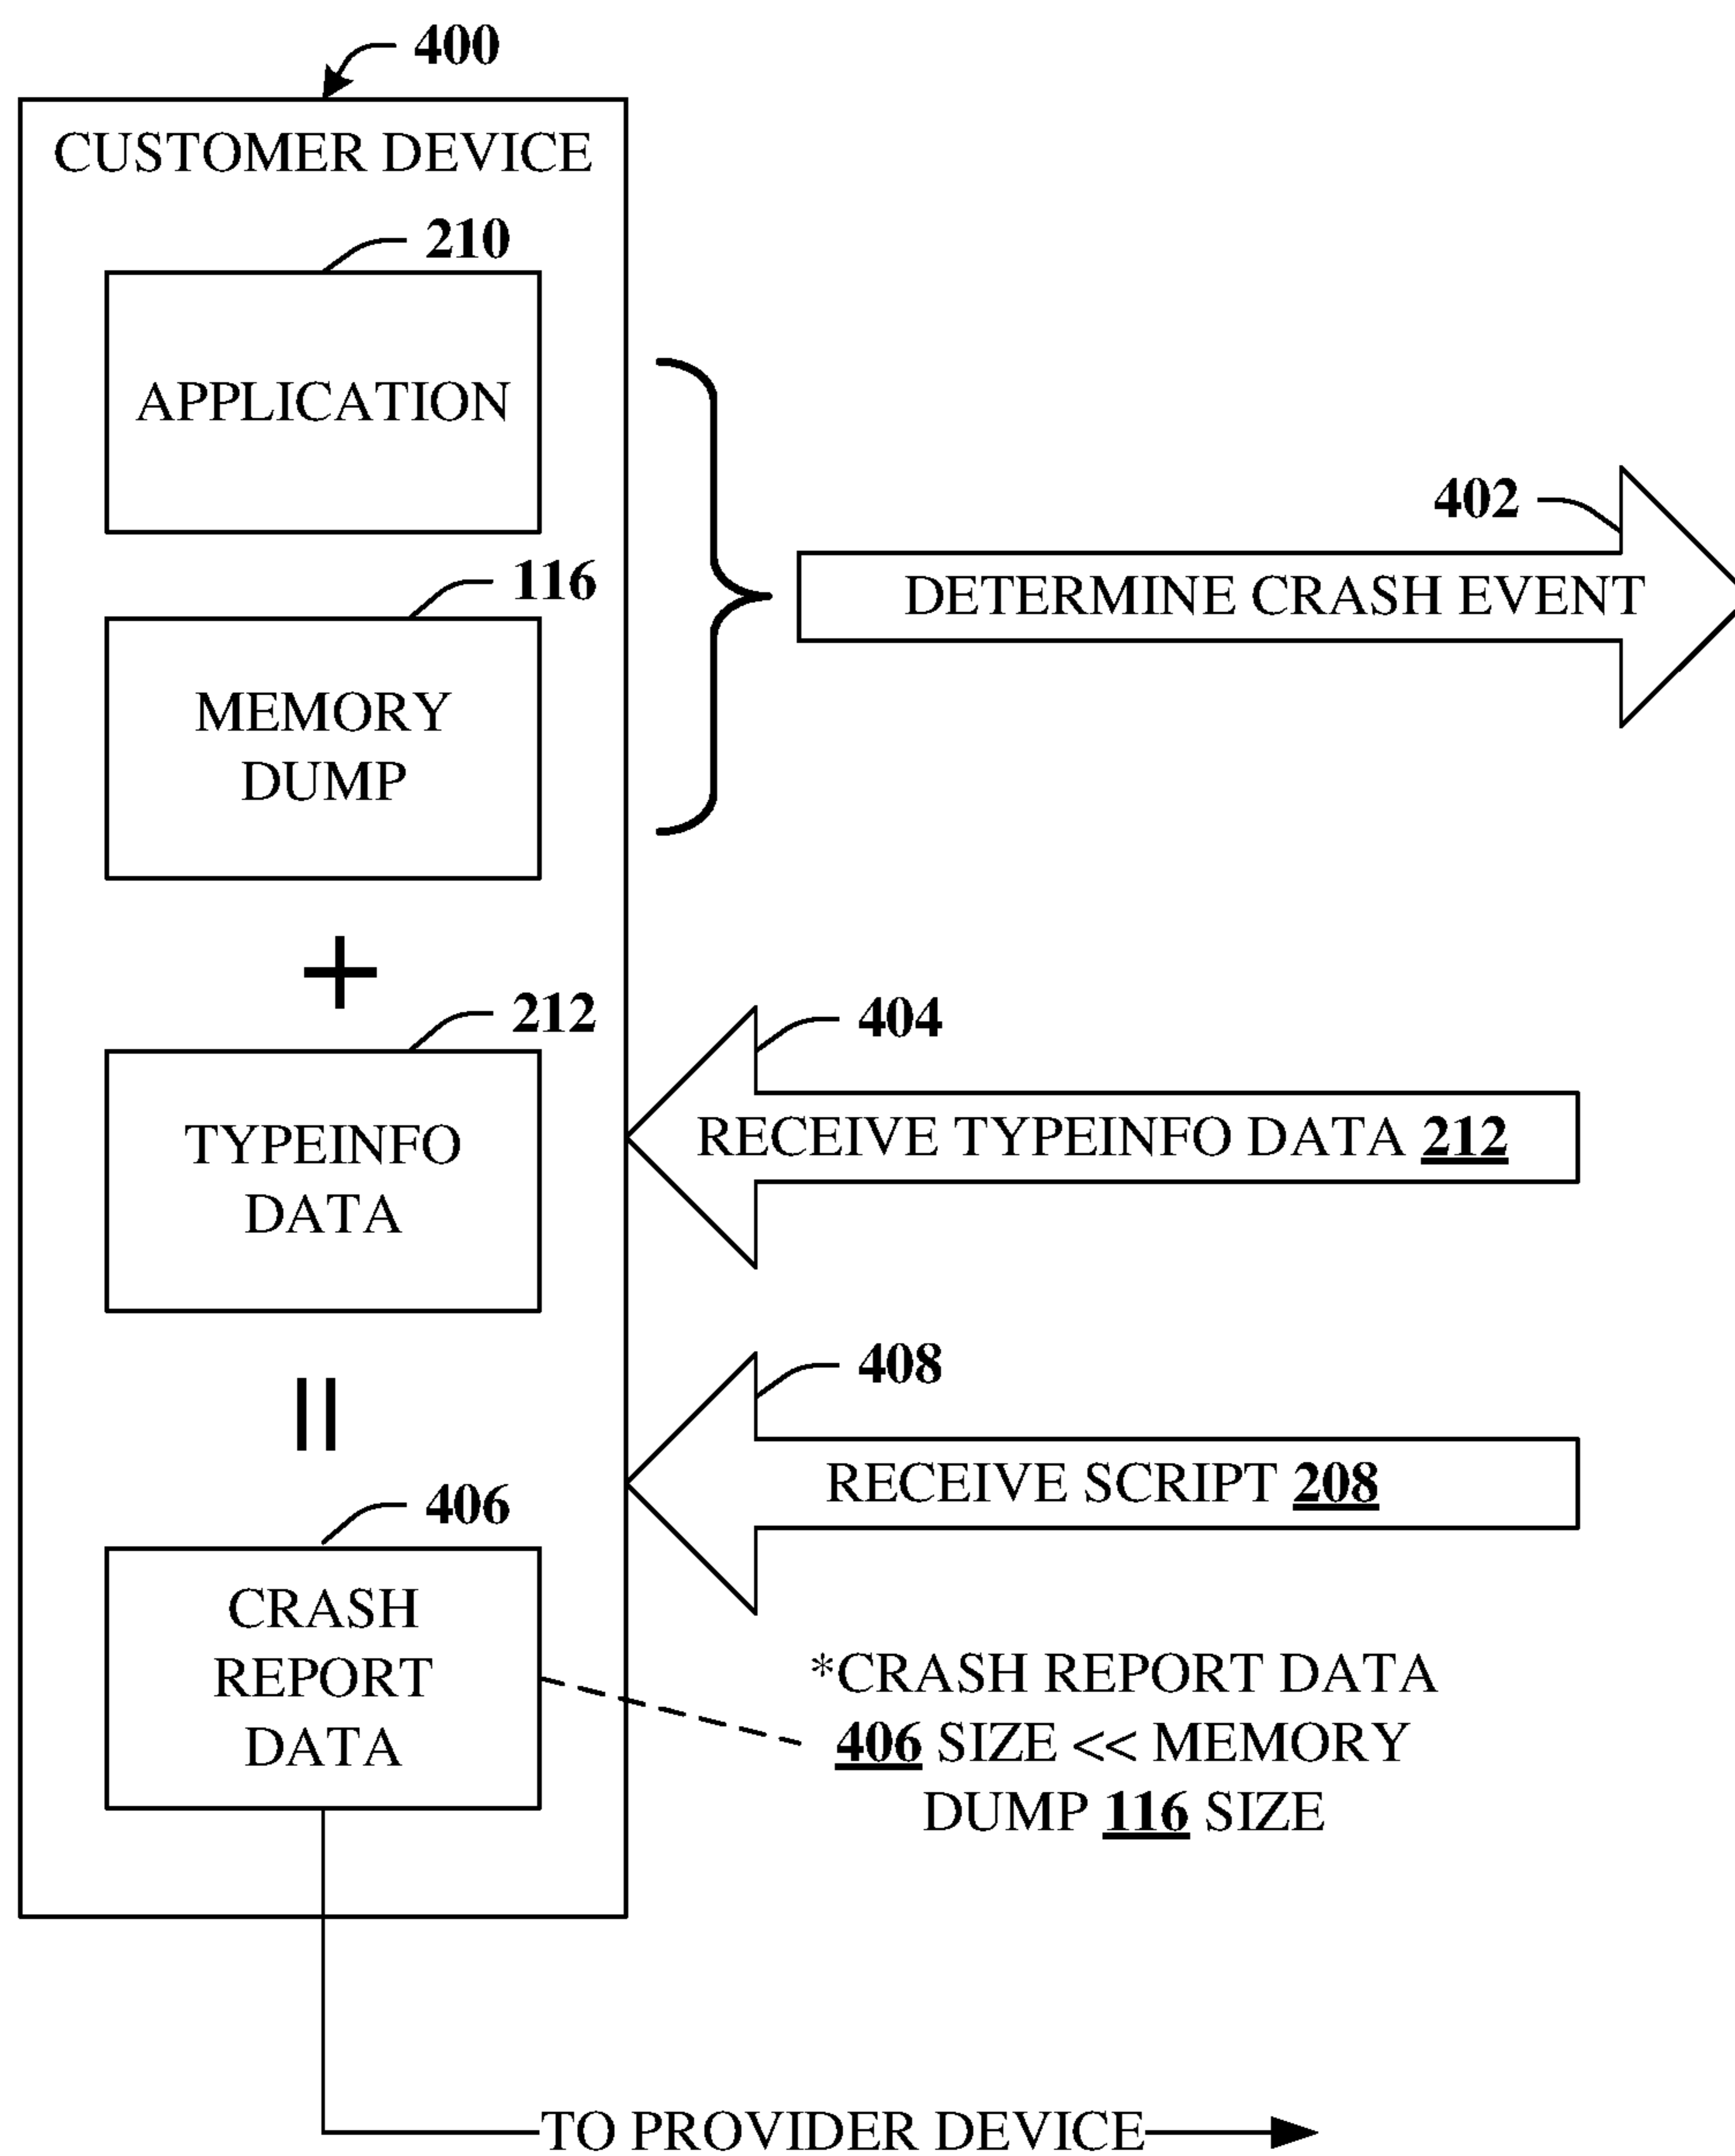 400
CUSTOMER DEVICE
210
APPLICATION
402
DETERMINE CRASH EVENT
116
MEMORY
DUMP
+
212
TYPEINFO
DATA
404
RECEIVE TYPEINFO DATA 212
408
RECEIVE SCRIPT 208
406
CRASH
REPORT
DATA
*CRASH REPORT DATA
406 SIZE << MEMORY
DUMP 116 SIZE
TO PROVIDER DEVICE